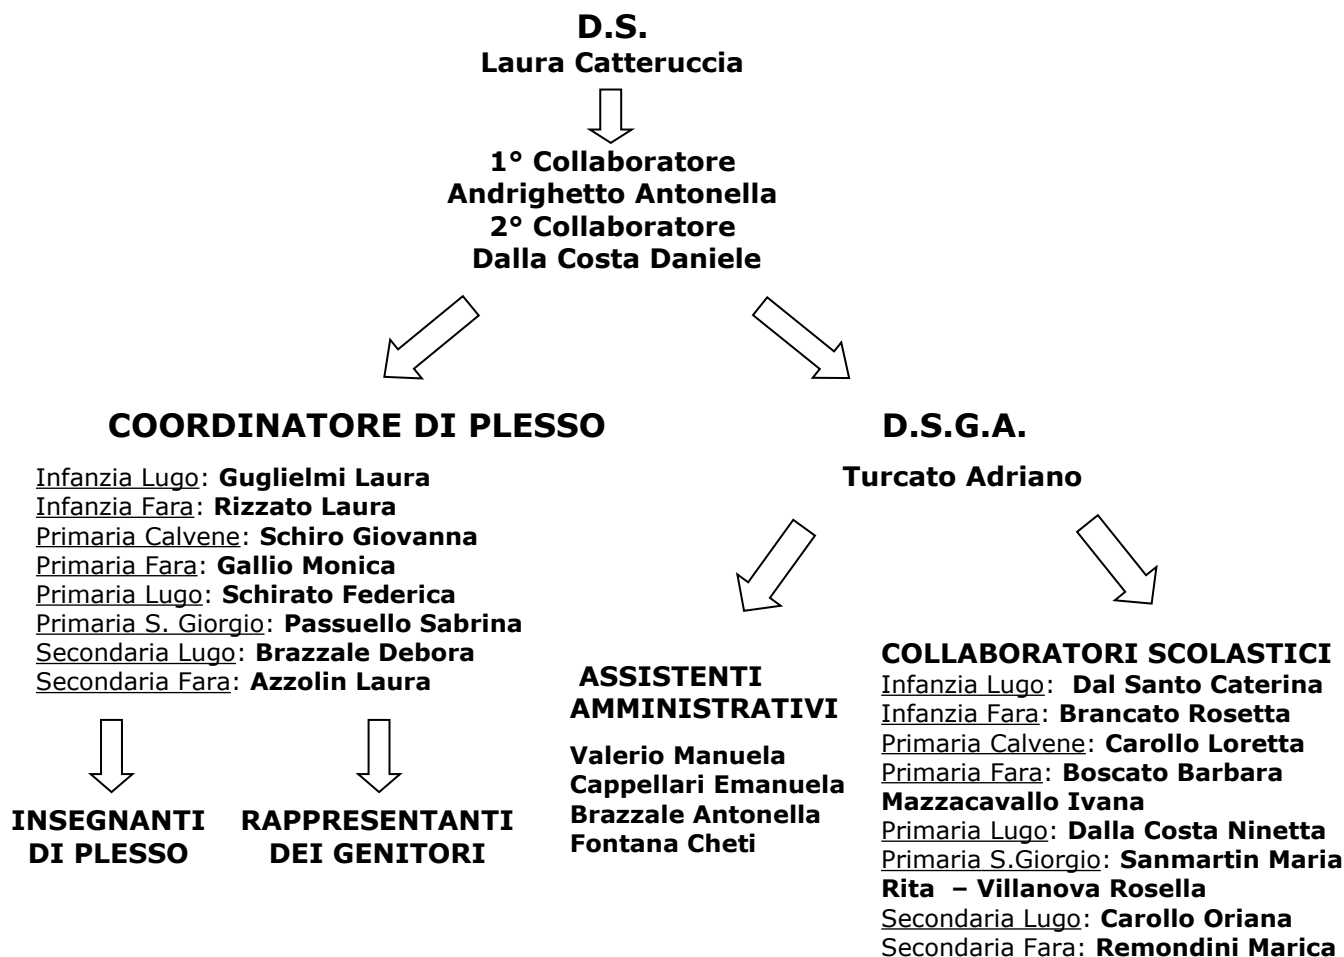 D.S.
Laura Catteruccia
1° Collaboratore
Andrighetto Antonella
2° Collaboratore
Dalla Costa Daniele
COORDINATORE DI PLESSO
Infanzia Lugo: Guglielmi Laura
Infanzia Fara: Rizzato Laura
Primaria Calvene: Schiro Giovanna
Primaria Fara: Gallio Monica
Primaria Lugo: Schirato Federica
Primaria S. Giorgio: Passuello Sabrina
Secondaria Lugo: Brazzale Debora
Secondaria Fara: Azzolin Laura
INSEGNANTI
DI PLESSO
RAPPRESENTANTI
DEI GENITORI
D.S.G.A.
Turcato Adriano
ASSISTENTI
AMMINISTRATIVI
Valerio Manuela
Cappellari Emanuela
Brazzale Antonella
Fontana Cheti
COLLABORATORI SCOLASTICI
Infanzia Lugo:  Dal Santo Caterina
Infanzia Fara: Brancato Rosetta
Primaria Calvene: Carollo Loretta
Primaria Fara: Boscato Barbara
Mazzacavallo Ivana
Primaria Lugo: Dalla Costa Ninetta
Primaria S.Giorgio: Sanmartin Maria
Rita  – Villanova Rosella
Secondaria Lugo: Carollo Oriana
Secondaria Fara: Remondini Marica